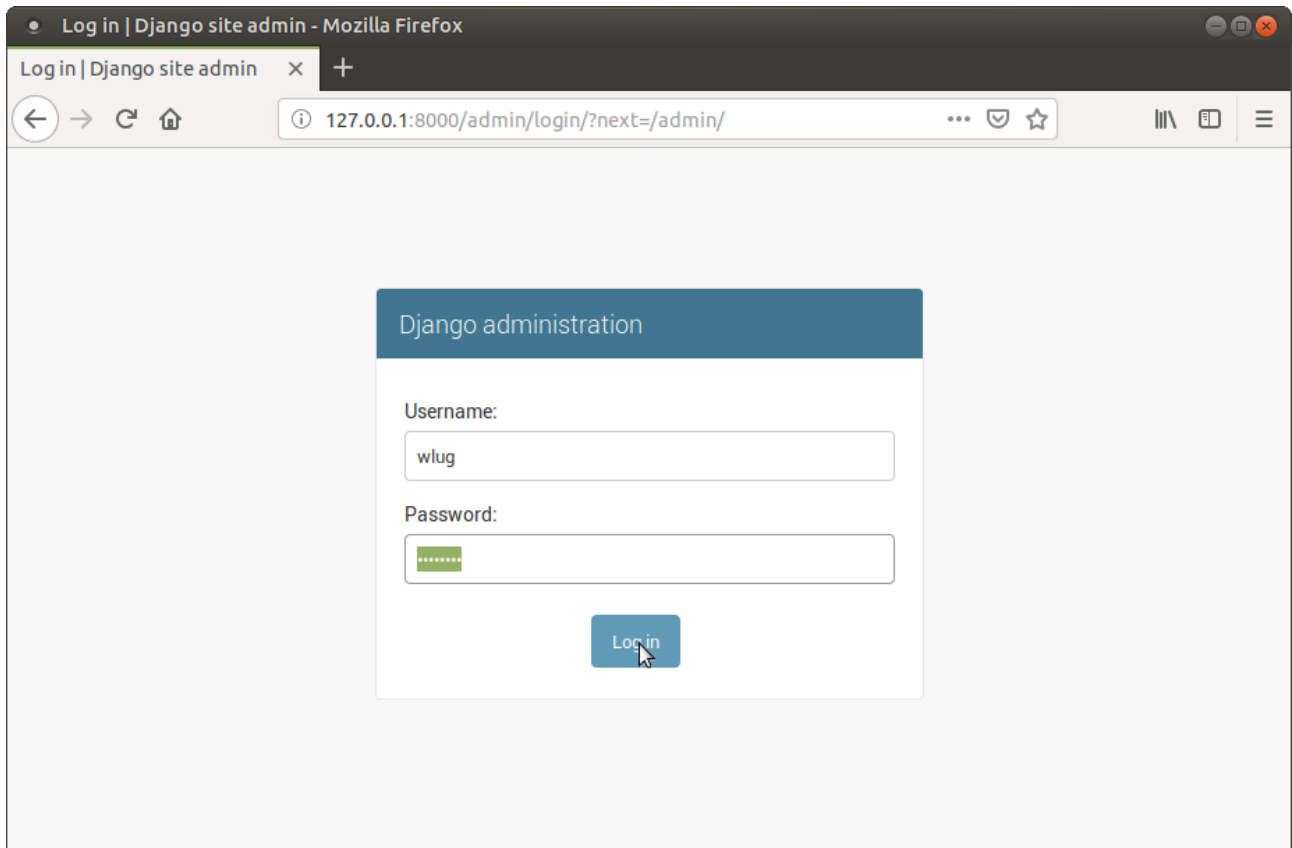 Log in | Django site admin - Mozilla Firefox
Log in | Django site admin
127.0.0.1:8000/admin/login/?next=/admin/
Django administration
Username:
wlug
Password:
••••••••
Log in